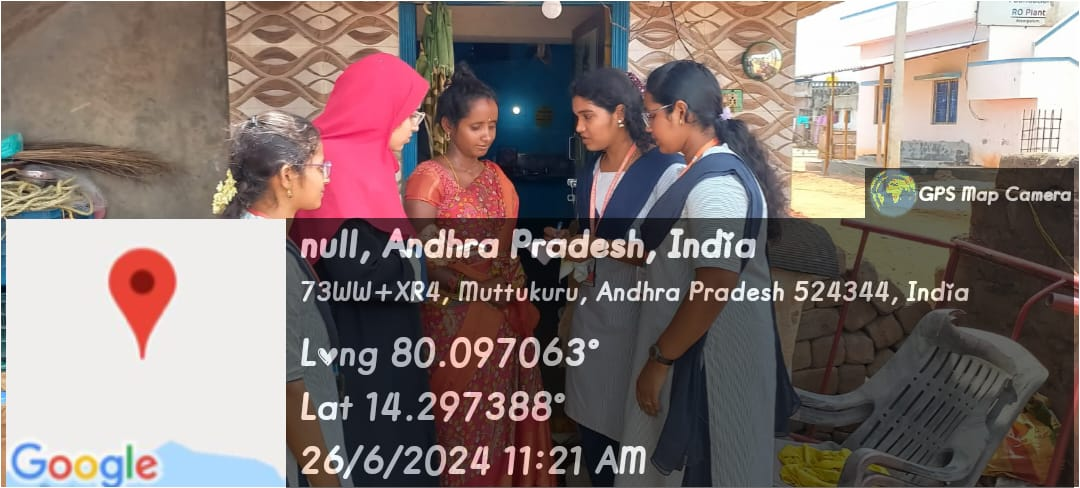 RO Plant
GPS Map Camera
null, Andhra Pradesh, India
73WW+XR4, Muttukuru, Andhra Pradesh 524344, India
Long 80.097063°
Lat 14.297388°
26/6/2024 11:21 AM
Google